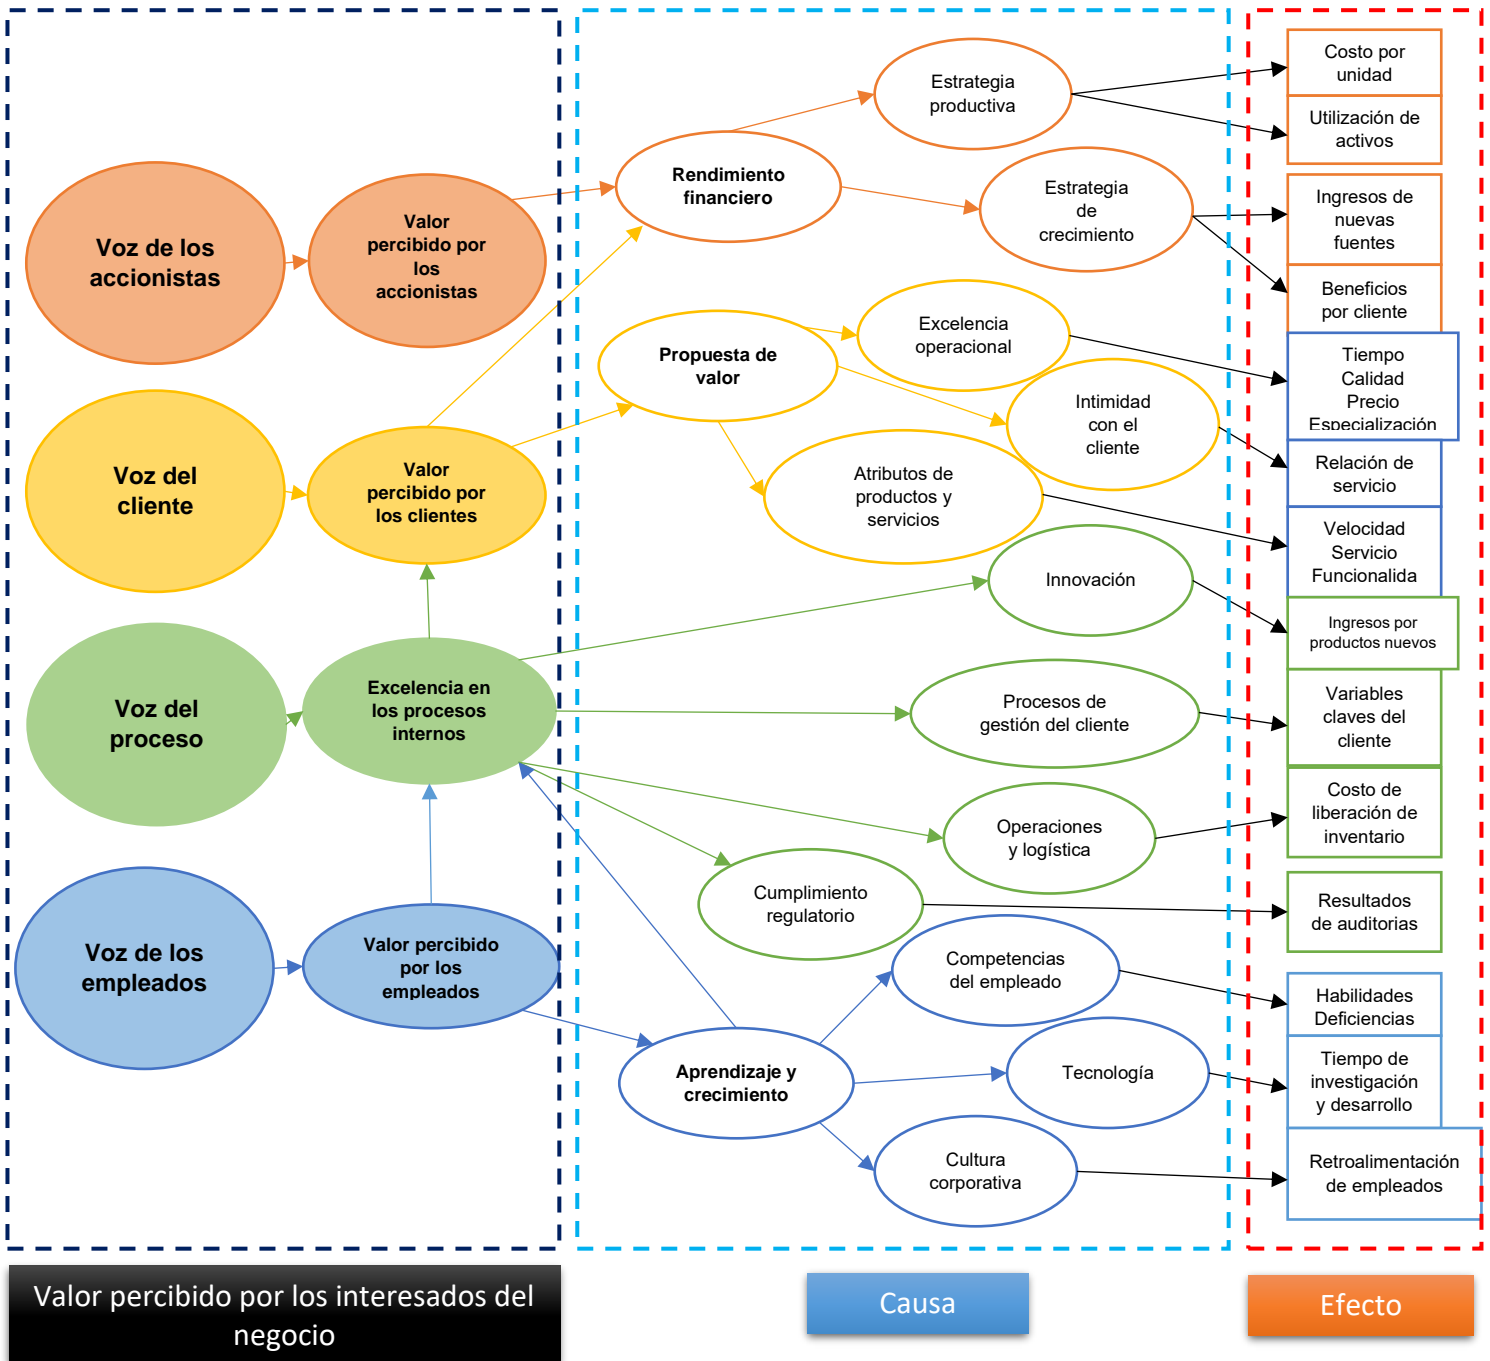 Voz de los
accionistas
Valor
percibido por
los
accionistas
Voz del
cliente
Valor
percibido por
los clientes
Voz del
proceso
Excelencia en
los procesos
internos
Voz de los
empleados
Valor percibido
por los
empleados
Rendimiento
financiero
Estrategia
productiva
Estrategia
de
crecimiento
Propuesta de
valor
Excelencia
operacional
Intimidad
con el
cliente
Atributos de
productos y
servicios
Innovación
Procesos de
gestión del cliente
Operaciones
y logística
Cumplimiento
regulatorio
Aprendizaje y
crecimiento
Competencias
del empleado
Tecnología
Cultura
corporativa
Costo por
unidad
Utilización de
activos
Ingresos de
nuevas
fuentes
Beneficios
por cliente
Tiempo
Calidad
Precio
Especialización
Relación de
servicio
Velocidad
Servicio
Funcionalida
Ingresos por
productos nuevos
Variables
claves del
cliente
Costo de
liberación de
inventario
Resultados
de auditorias
Habilidades
Deficiencias
Tiempo de
investigación
y desarrollo
Retroalimentación
de empleados
Valor percibido por los interesados del
negocio
Causa
Efecto